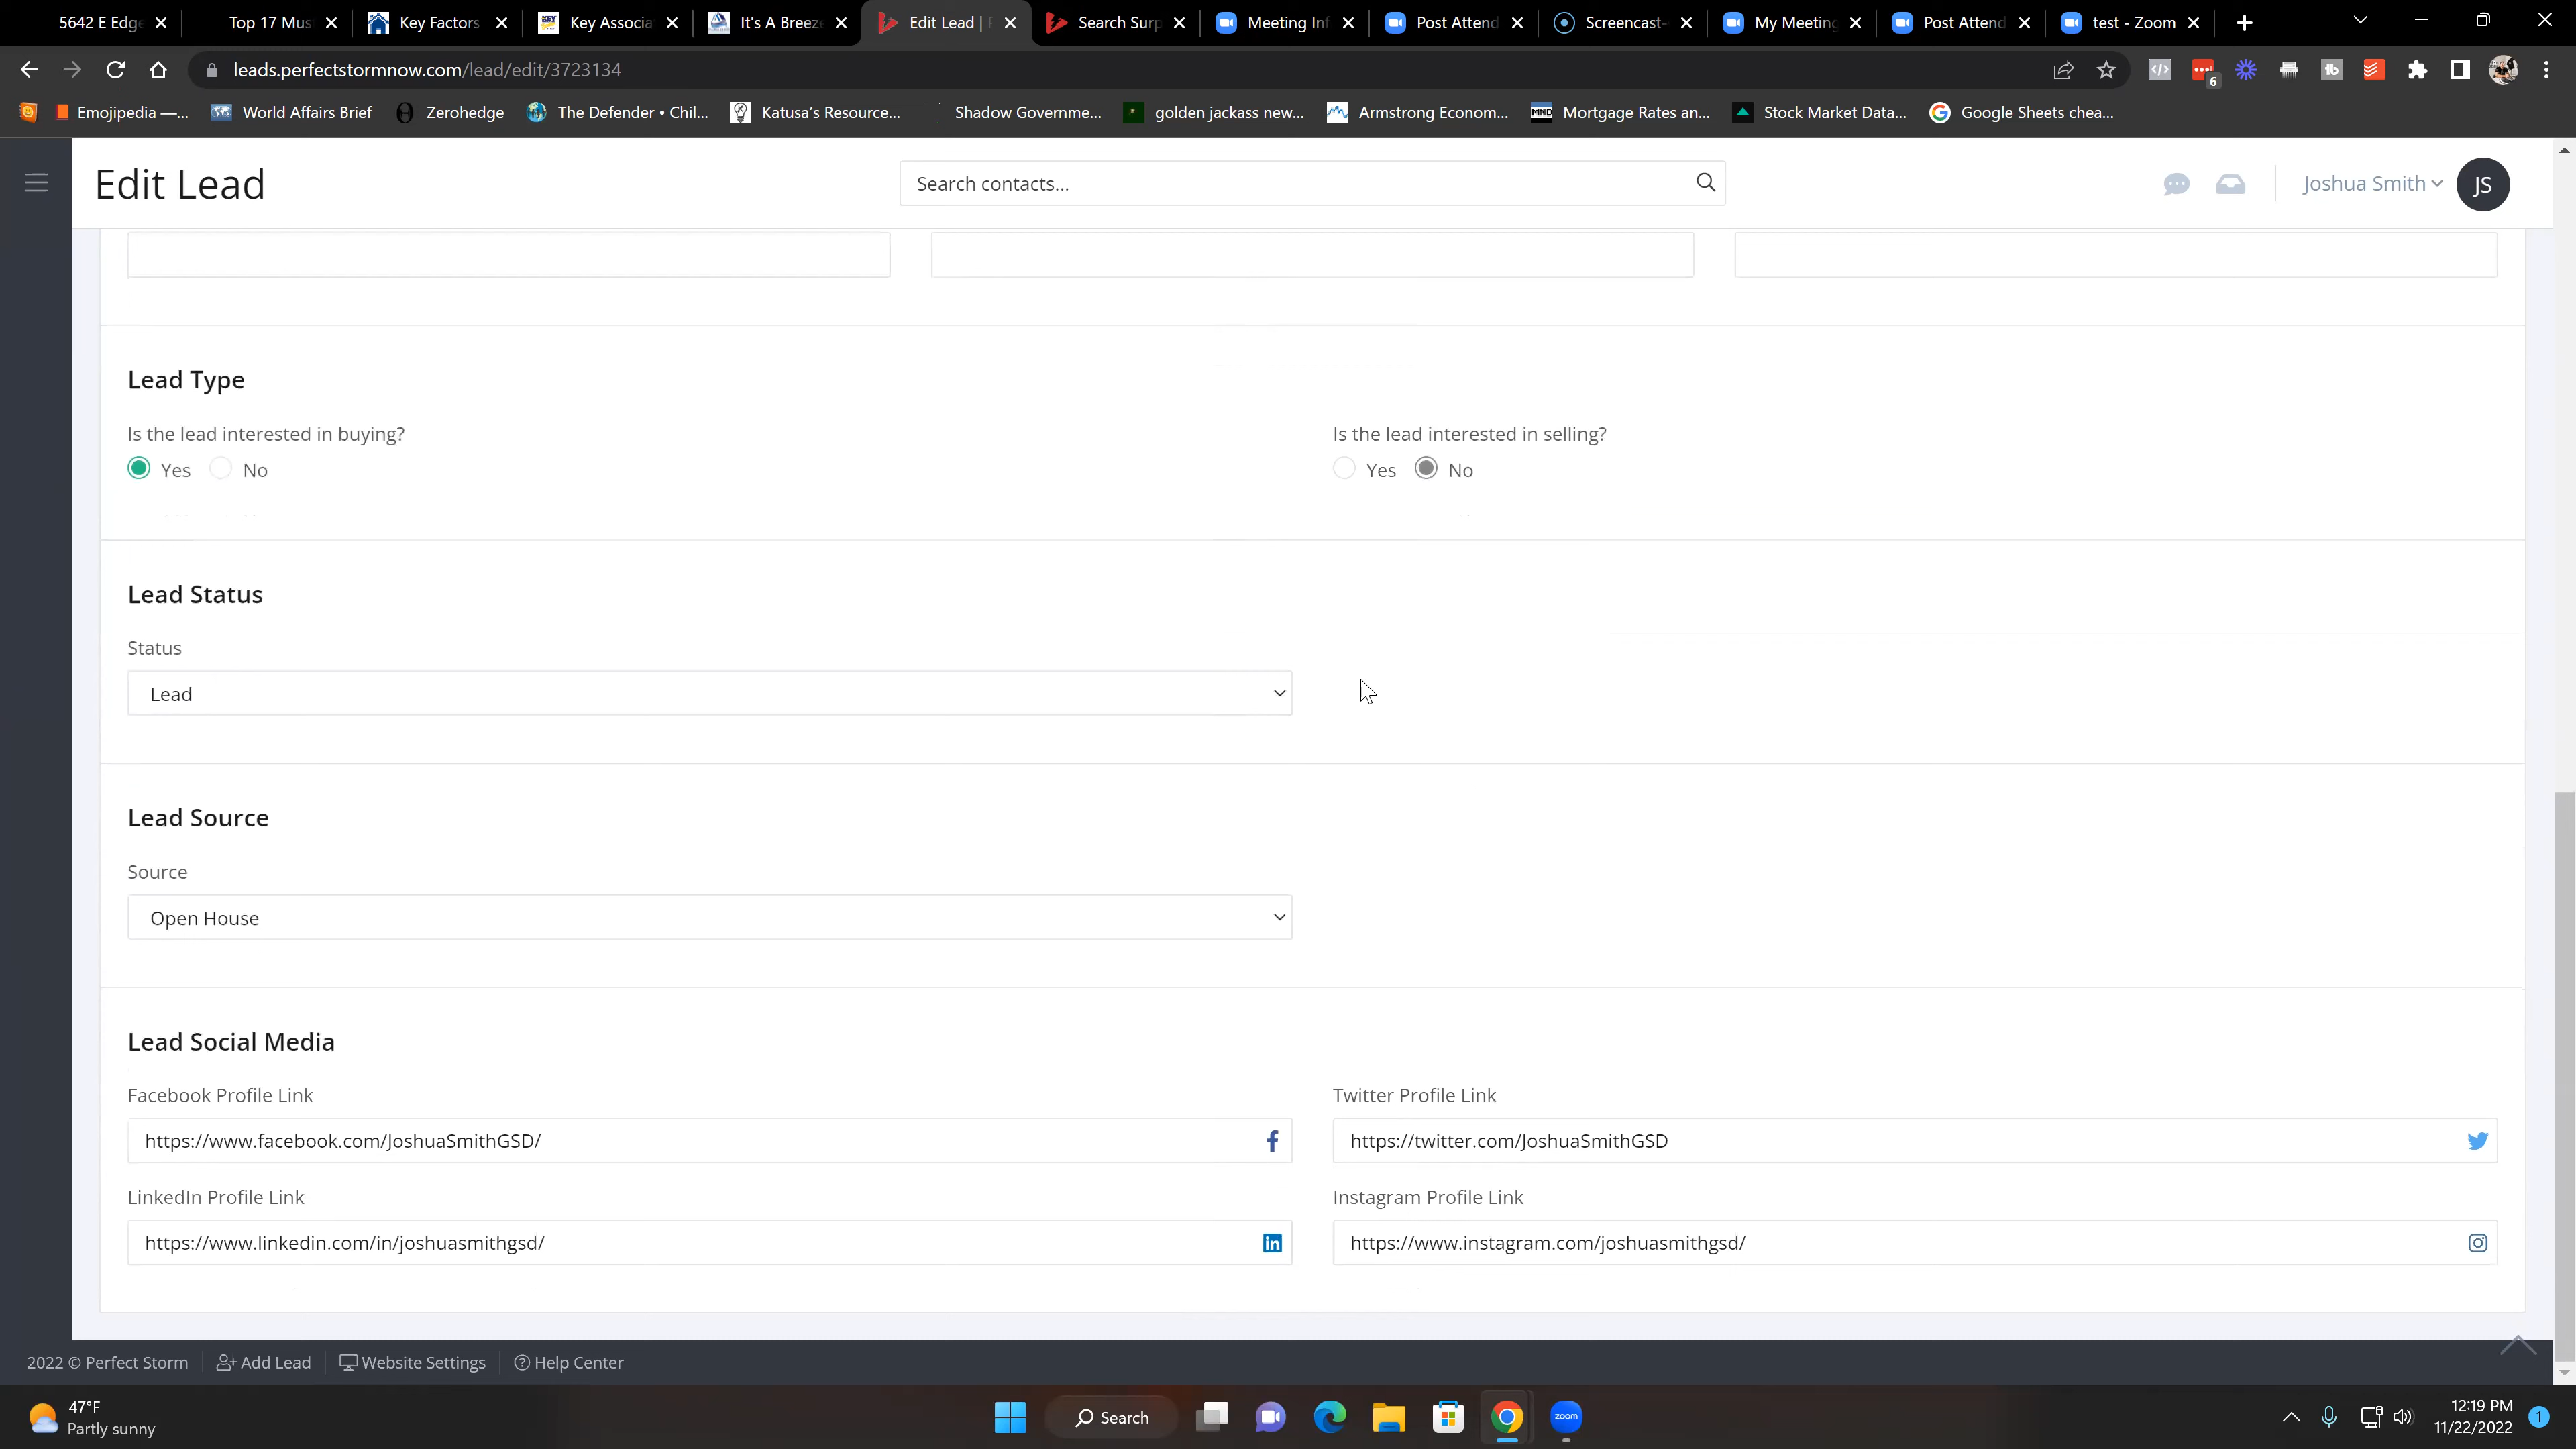 5642 E Edge
Top 17 Mus
Key Factors
Key Associa
It's A Breeze
Edit Lead |
Search Surp
Meeting Inf
Post Attend
Screencast-
My Meeting
Post Attend
test - Zoom
leads.perfectstormnow.com/lead/edit/3723134
6
Emojipedia —...
World Affairs Brief
Zerohedge
The Defender • Chil...
Katusa's Resource...
Shadow Governme...
golden jackass new...
Armstrong Econom...
MND
Mortgage Rates an...
Stock Market Data...
Google Sheets chea...
Edit Lead
Search contacts...
Joshua Smith
JS
Lead Type
Is the lead interested in buying?
Is the lead interested in selling?
Yes No
Yes No
Lead Status
Status
Lead
Lead Source
Source
Open House
Lead Social Media
Facebook Profile Link
Twitter Profile Link
https://www.facebook.com/JoshuaSmithGSD/
https://twitter.com/JoshuaSmithGSD
LinkedIn Profile Link
Instagram Profile Link
https://www.linkedin.com/in/joshuasmithgsd/
https://www.instagram.com/joshuasmithgsd/
2022 © Perfect Storm
Add Lead
Website Settings
Help Center
47°F
Partly sunny
Search
zoom
12:19 PM
11/22/2022
1